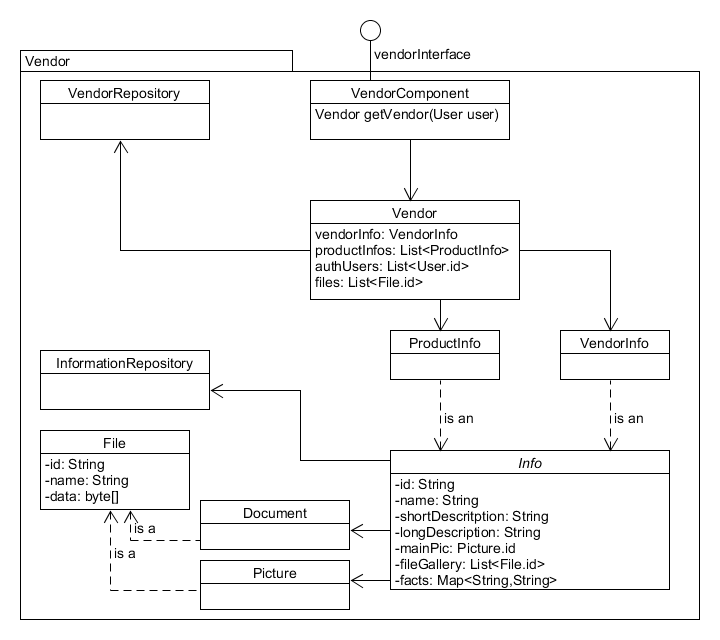 vendorInterface
Vendor
VendorRepository
VendorComponent
Vendor getVendor(User user)
Vendor
vendorInfo: VendorInfo
productInfos: List<ProductInfo>
authUsers: List<User.id>
files: List<File.id>
ProductInfo
VendorInfo
InformationRepository
is an
is an
File
-id: String
-name: String
-data: byte[]
Info
-id: String
-name: String
-shortDescritption: String
-longDescription: String
-mainPic: Picture.id
-fileGallery: List<File.id>
-facts: Map<String,String>
Document
is a
is a
Picture